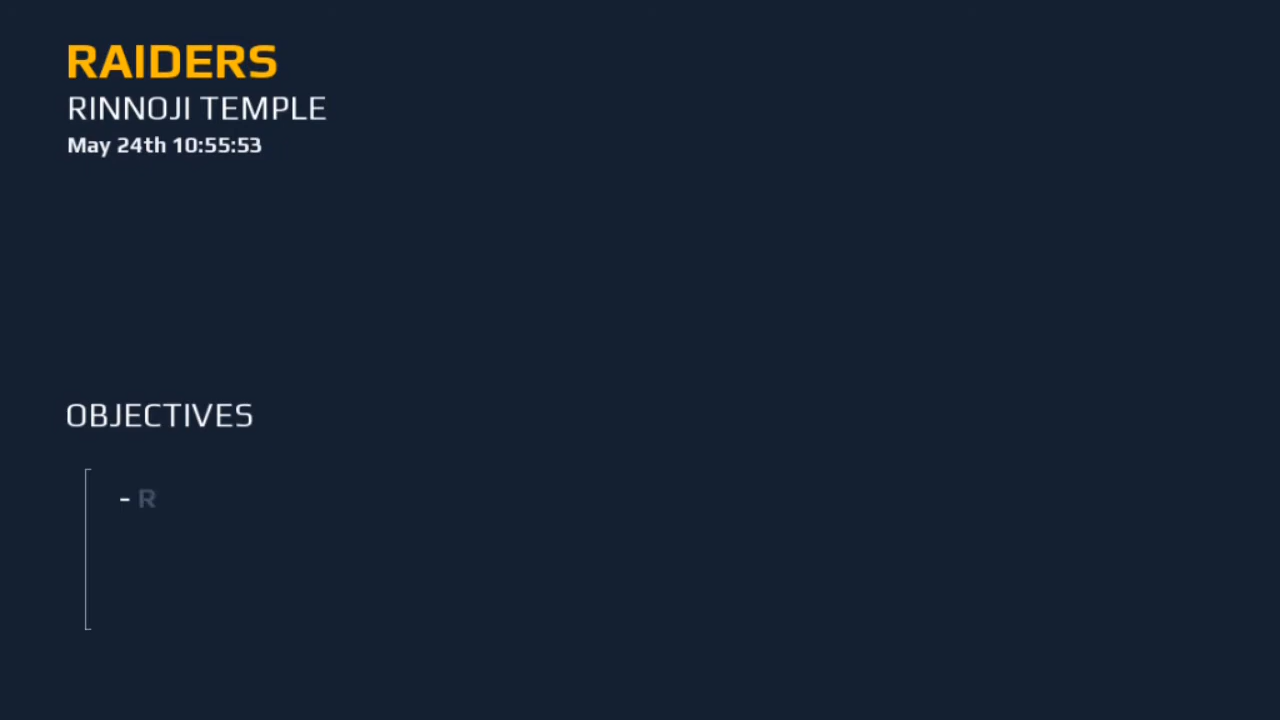 RAIDERS
RINNOJI TEMPLE
May 24th 10:55:53
OBJECTIVES
- R